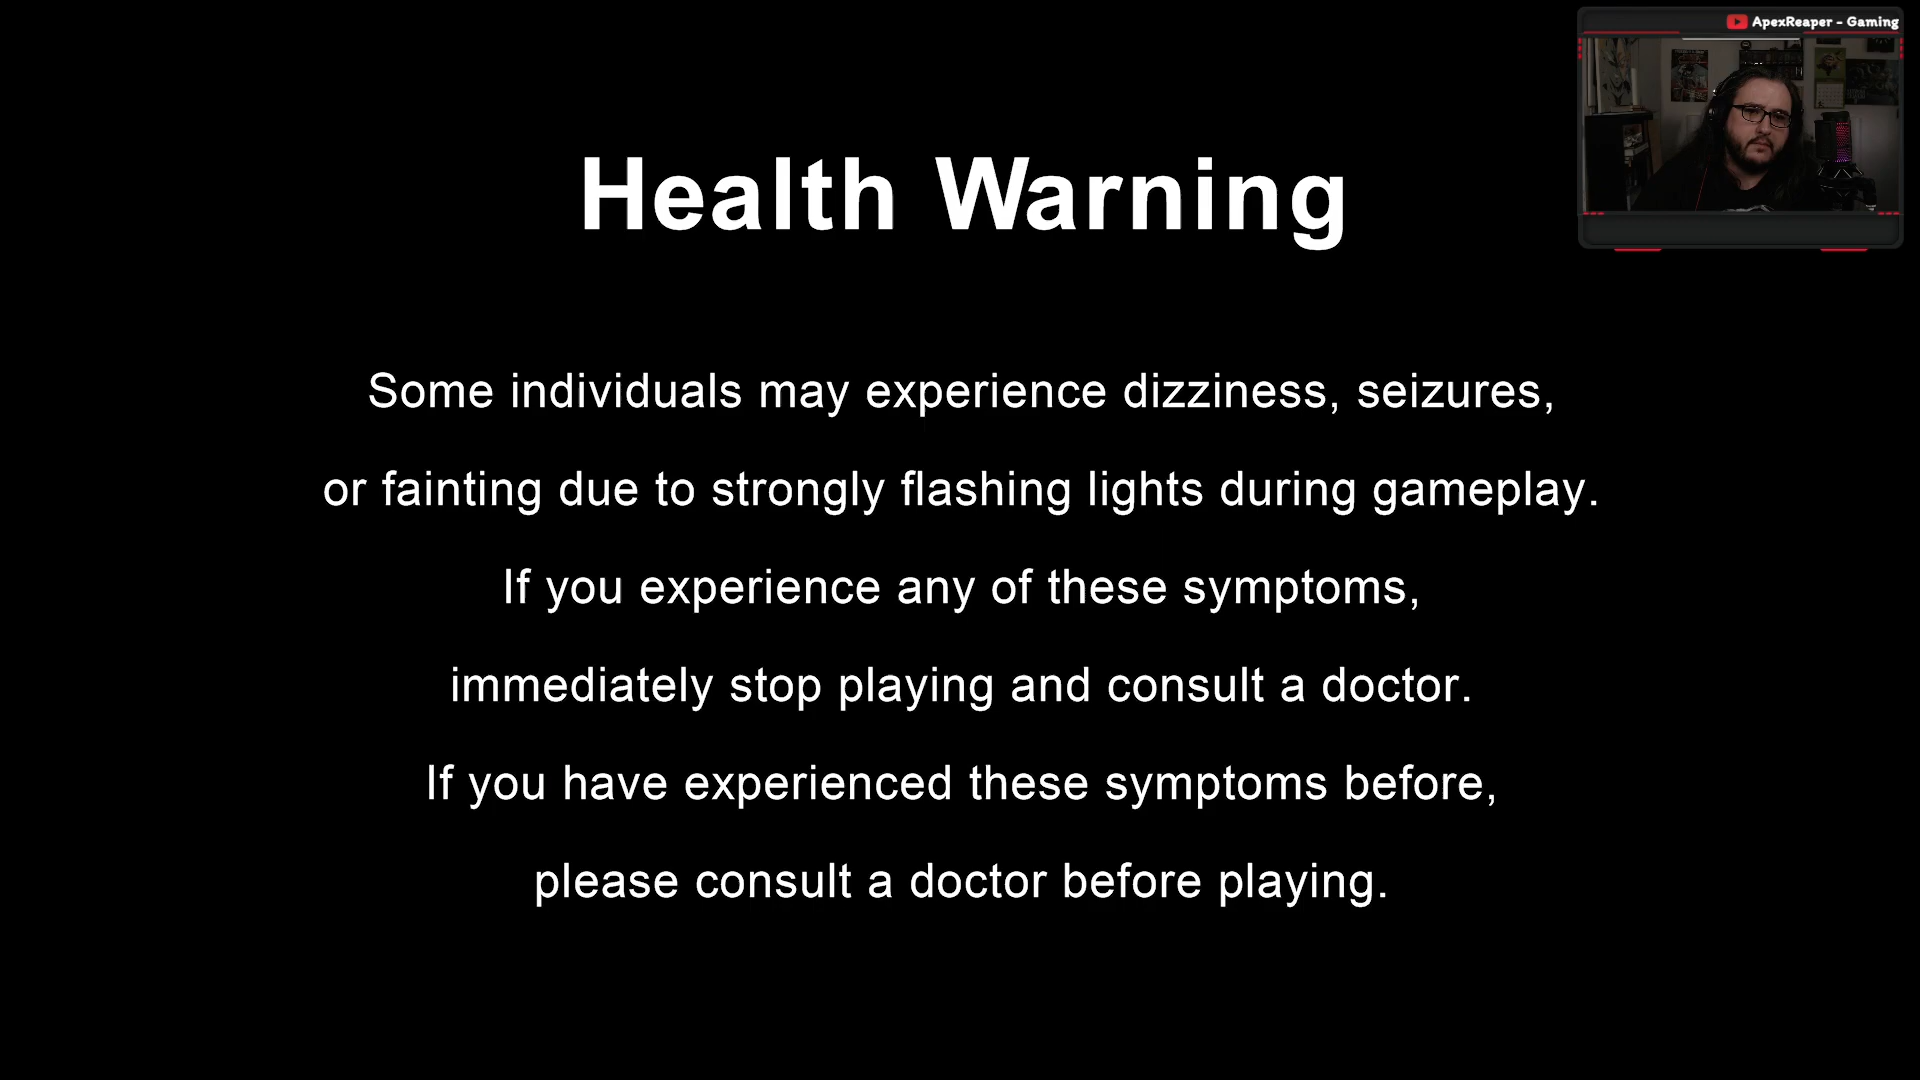 ApexReaper - Gaming
Health Warning
Some individuals may experience dizziness, seizures,
or fainting due to strongly flashing lights during gameplay.
If you experience any of these symptoms,
immediately stop playing and consult a doctor.
If you have experienced these symptoms before,
please consult a doctor before playing.